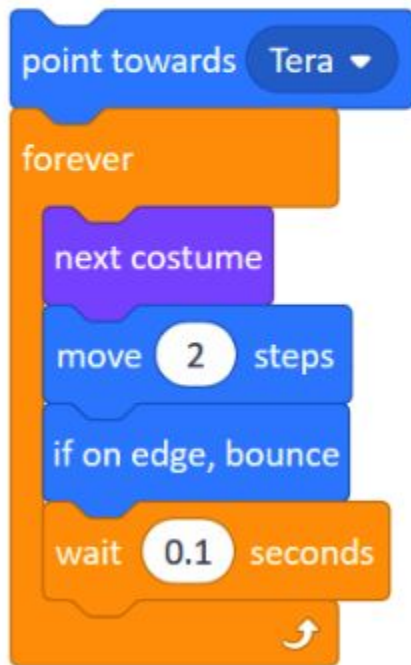 point towards Tera
forever
next costume
move 2 steps
if on edge, bounce
wait 0.1 seconds